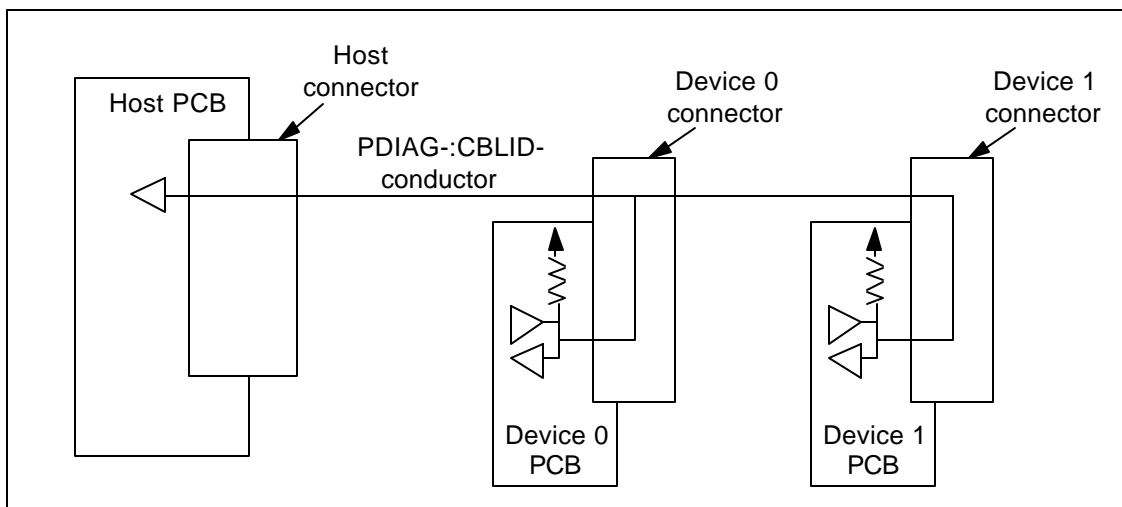 Host
connector
Host PCB
Device 0
connector
Device 1
connector
PDIAG-:CBLID-
conductor
Device 0
PCB
Device 1
PCB